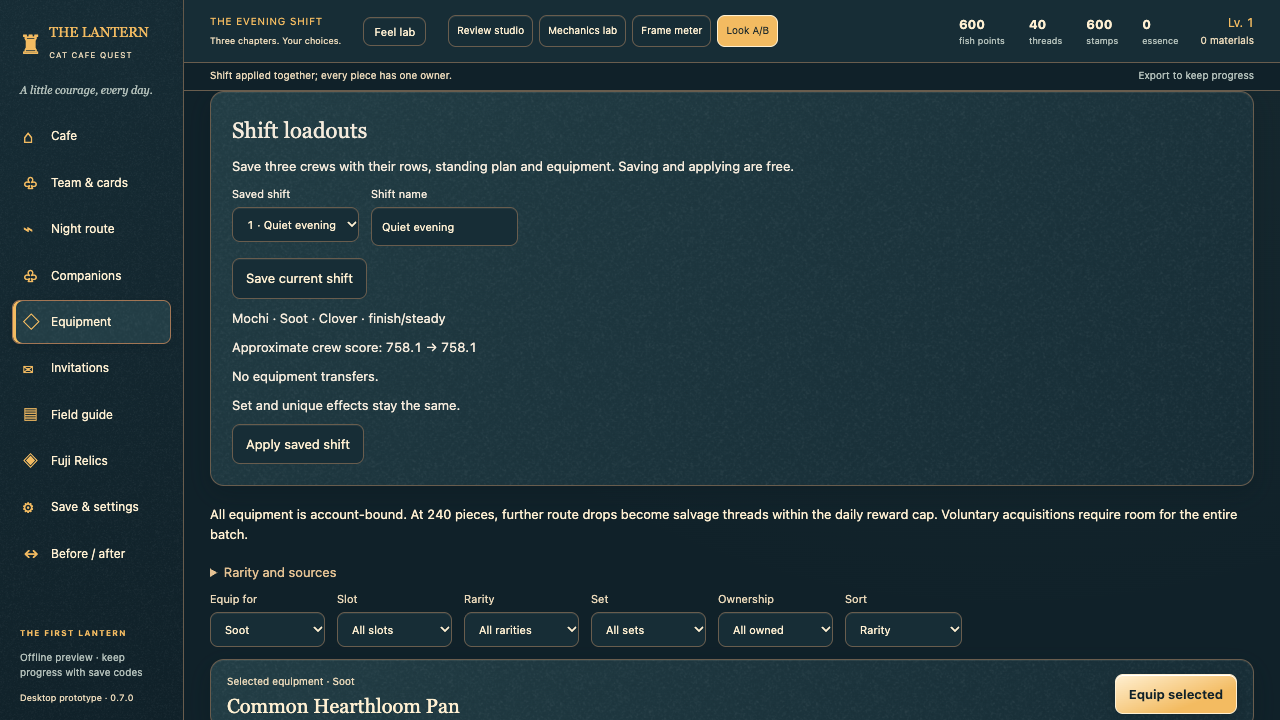 THE LANTERN
CAT CAFE QUEST
A little courage, every day.
Cafe
Team & cards
Night route
Companions
Equipment
Invitations
Field guide
Fuji Relics
Save & settings
Before / after
THE FIRST LANTERN
Offline preview · keep
progress with save codes
Desktop prototype · 0.7.0
THE EVENING SHIFT
Three chapters. Your choices.
Feel lab
Review studio
Mechanics lab
Frame meter
Look A/B
600
fish points
40
threads
600
stamps
0
essence
Lv. 1
0 materials
Shift applied together; every piece has one owner.
Export to keep progress
Shift loadouts
Save three crews with their rows, standing plan and equipment. Saving and applying are free.
Saved shift
Shift name
1 · Quiet evening
Quiet evening
Save current shift
Mochi · Soot · Clover · finish/steady
Approximate crew score: 758.1 → 758.1
No equipment transfers.
Set and unique effects stay the same.
Apply saved shift
All equipment is account-bound. At 240 pieces, further route drops become salvage threads within the daily reward cap. Voluntary acquisitions require room for the entire
batch.
Rarity and sources
Equip for
Slot
Rarity
Set
Ownership
Sort
Soot
All slots
All rarities
All sets
All owned
Rarity
Selected equipment · Soot
Common Hearthloom Pan
Equip selected